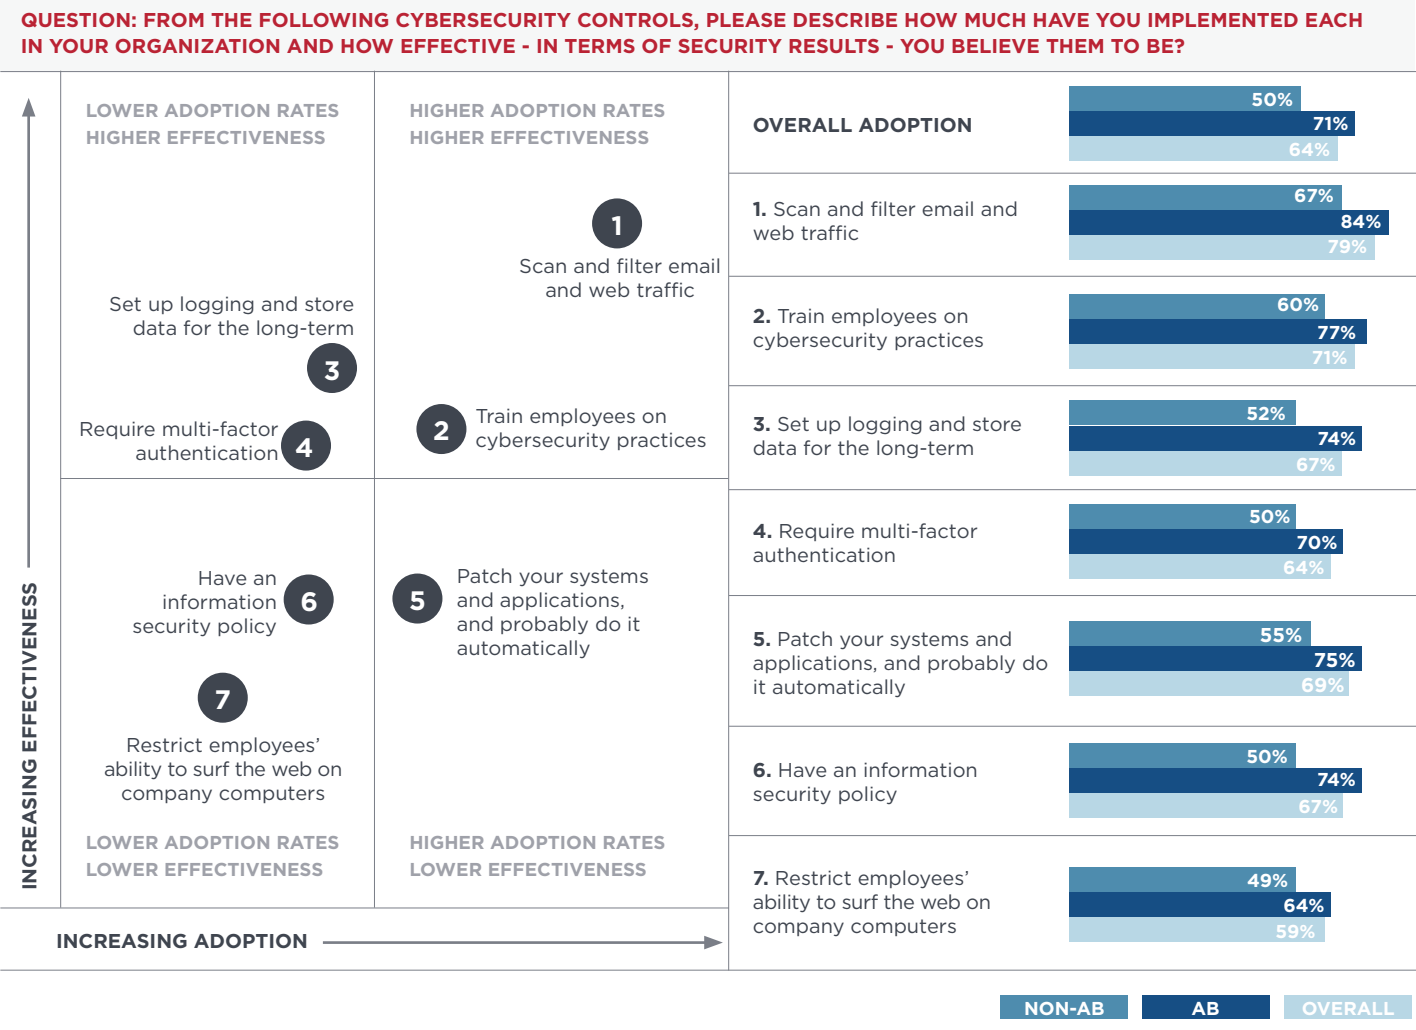 QUESTION: FROM THE FOLLOWING CYBERSECURITY CONTROLS, PLEASE DESCRIBE HOW MUCH HAVE YOU IMPLEMENTED EACH
IN YOUR ORGANIZATION AND HOW EFFECTIVE - IN TERMS OF SECURITY RESULTS - YOU BELIEVE THEM TO BE?
INCREASING EFFECTIVENESS
LOWER ADOPTION RATES
HIGHER EFFECTIVENESS
HIGHER ADOPTION RATES
HIGHER EFFECTIVENESS
1
Scan and filter email
and web traffic
Set up logging and store
data for the long-term
3
Require multi-factor
authentication
4
2
Train employees on
cybersecurity practices
Have an
information
security policy
6
5
Patch your systems
and applications,
and probably do it
automatically
7
Restrict employees’
ability to surf the web on
company computers
LOWER ADOPTION RATES
LOWER EFFECTIVENESS
HIGHER ADOPTION RATES
LOWER EFFECTIVENESS
INCREASING ADOPTION
OVERALL ADOPTION
50%
71%
64%
1. Scan and filter email and
web traffic
67%
84%
79%
2. Train employees on
cybersecurity practices
60%
77%
71%
3. Set up logging and store
data for the long-term
52%
74%
67%
4. Require multi-factor
authentication
50%
70%
64%
5. Patch your systems and
applications, and probably do
it automatically
55%
75%
69%
6. Have an information
security policy
50%
74%
67%
7. Restrict employees’
ability to surf the web on
company computers
49%
64%
59%
NON-AB
AB
OVERALL